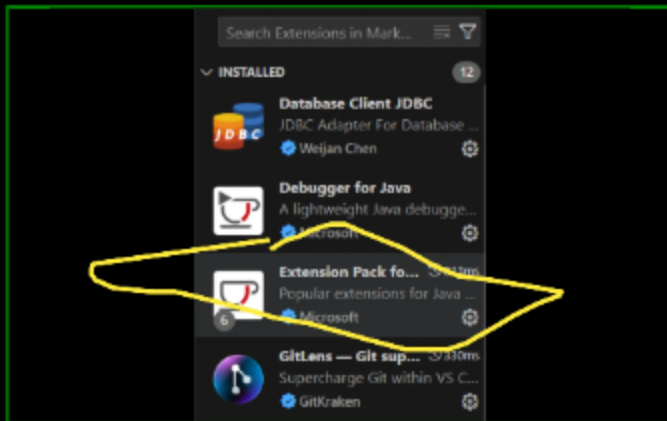 Search Extensions in Mark...
INSTALLED
12
Database Client JDBC
JDBC
JDBC Adapter For Database ...
Weijan Chen
Debugger for Java
A lightweight Java debugge...
Microsoft
Extension Pack fo...
Popular extensions for Java ...
6
Microsoft
GitLens — Git sup... 330ms
Supercharge Git within VS C...
GitKraken